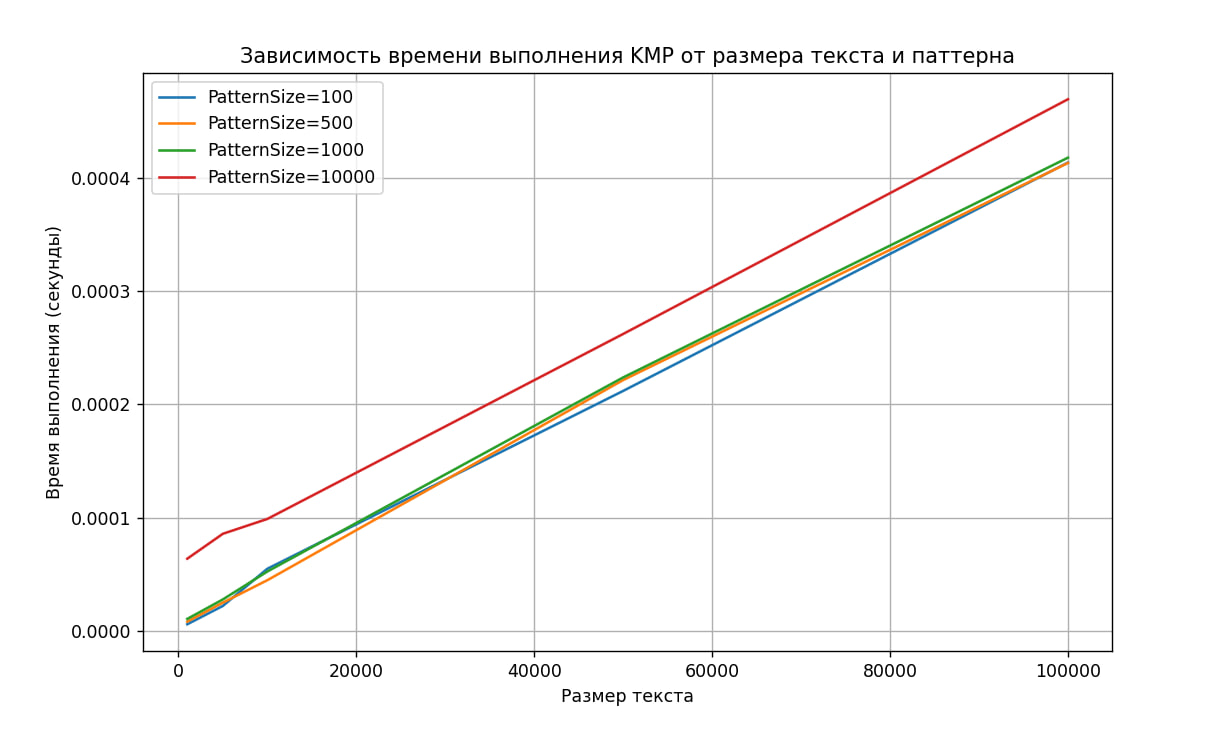 Зависимость времени выполнения KMP от размера текста и паттерна
PatternSize=100
PatternSize=500
PatternSize=1000
PatternSize=10000
0.0004
0.0003
0.0002
0.0001
0.0000
Время выполнения (секунды)
0 20000 40000 60000 80000 100000
Размер текста